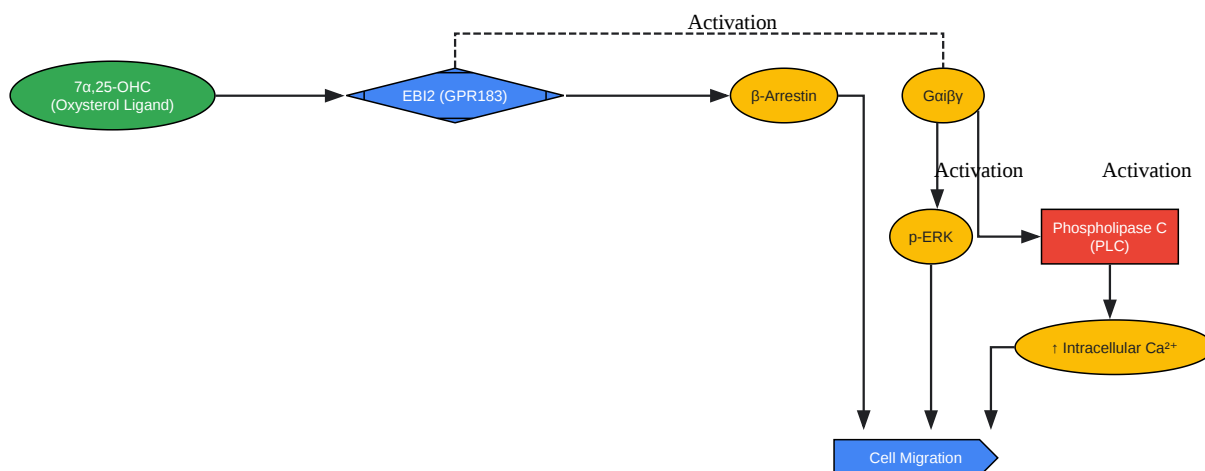 Activation
7α,25-OHC
(Oxysterol Ligand)
EBI2 (GPR183)
β-Arrestin
Gαiβγ
Activation
Activation
p-ERK
Phospholipase C
(PLC)
↑ Intracellular Ca²⁺
Cell Migration